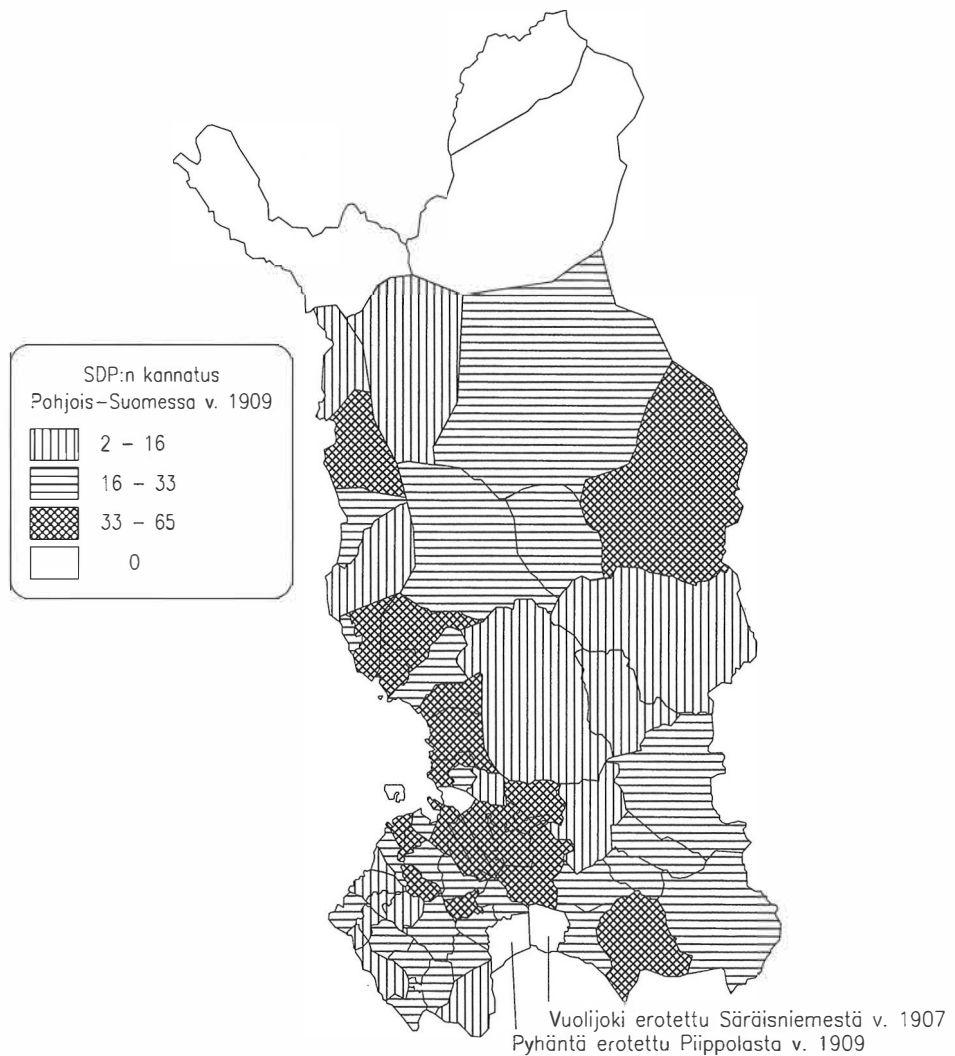 SDP:n kannatus
Pohjois-Suomessa v. 1909
2 - 16
16 - 33
33 - 65
0
Vuolijoki erotettu Säräisniemestä v. 1907
Pyhäntä erotettu Piippolasta v. 1909